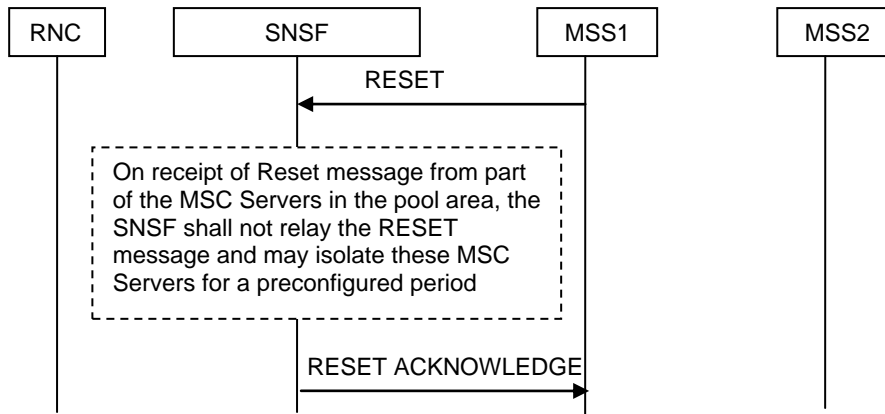 RNC
SNSF
MSS1
MSS2
RESET
On receipt of Reset message from part
of the MSC Servers in the pool area, the
SNSF shall not relay the RESET
message and may isolate these MSC
Servers for a preconfigured period
RESET ACKNOWLEDGE